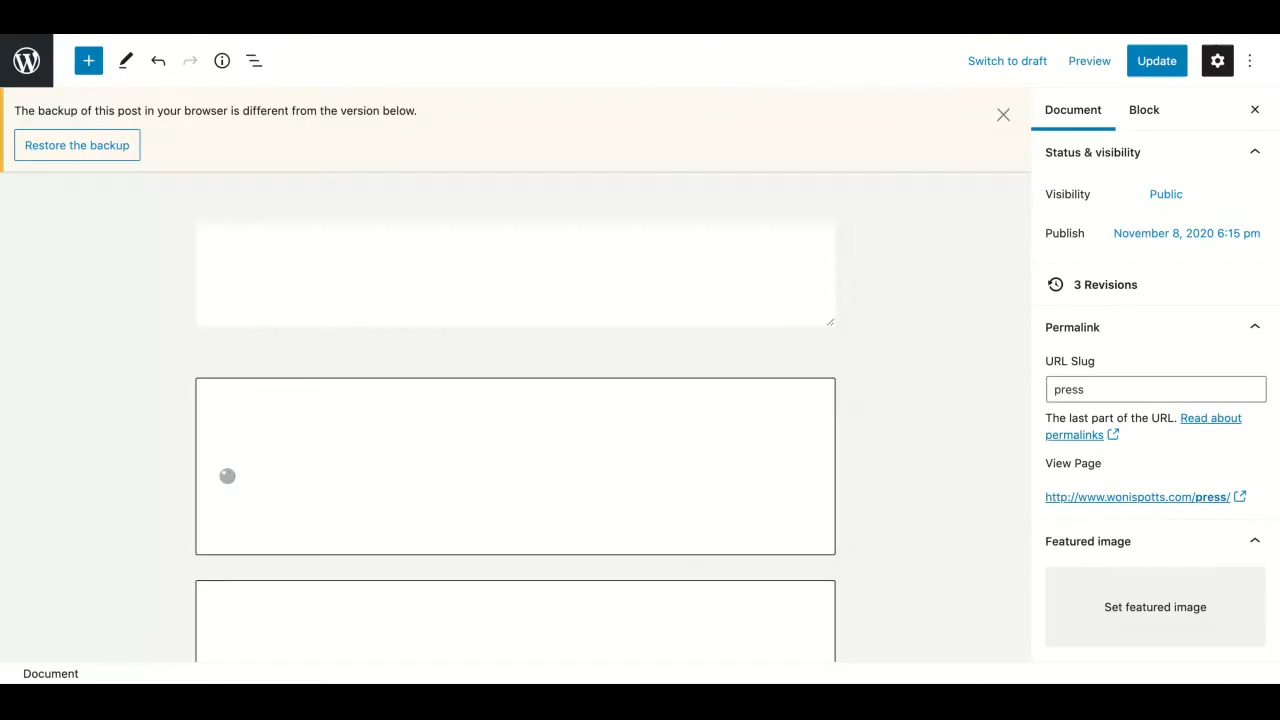 Switch to draft
Preview
Update
The backup of this post in your browser is different from the version below.
Restore the backup
Document
Block
Status & visibility
Visibility
Public
Publish
November 8, 2020 6:15 pm
3 Revisions
Permalink
URL Slug
press
The last part of the URL. Read about
permalinks
View Page
http://www.wonispotts.com/press/
Featured image
Set featured image
Document